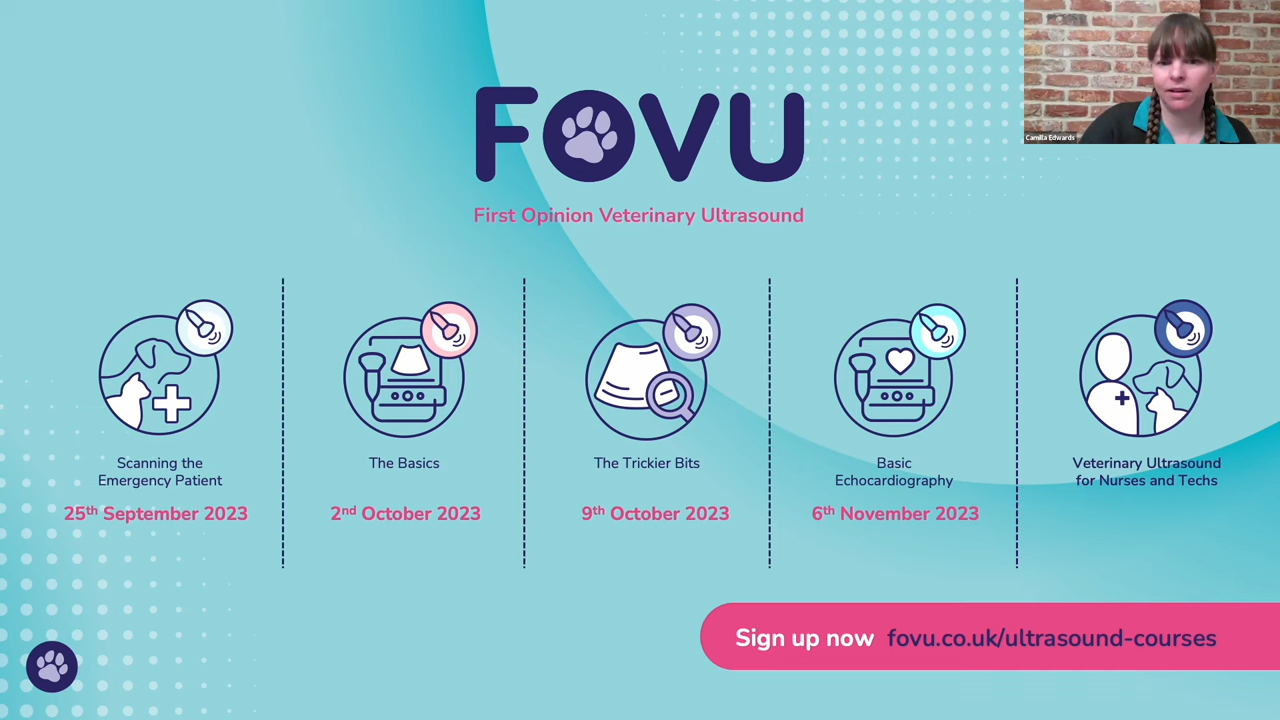 Camilla Edwards
FOVU
First Opinion Veterinary Ultrasound
Scanning the
Emergency Patient
25th September 2023
The Basics
2nd October 2023
The Trickier Bits
9th October 2023
Basic
Echocardiography
6th November 2023
Veterinary Ultrasound
for Nurses and Techs
Sign up now fovu.co.uk/ultrasound-courses